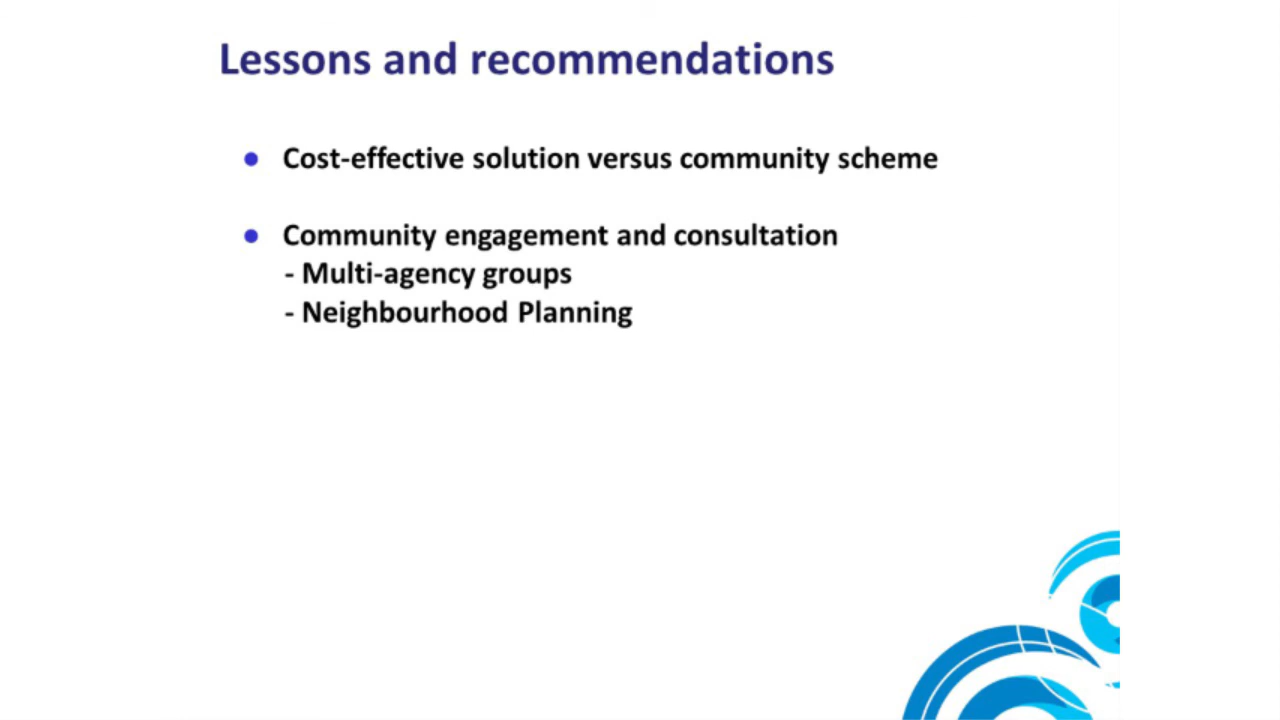 Lessons and recommendations
● Cost-effective solution versus community scheme
● Community engagement and consultation
- Multi-agency groups
- Neighbourhood Planning